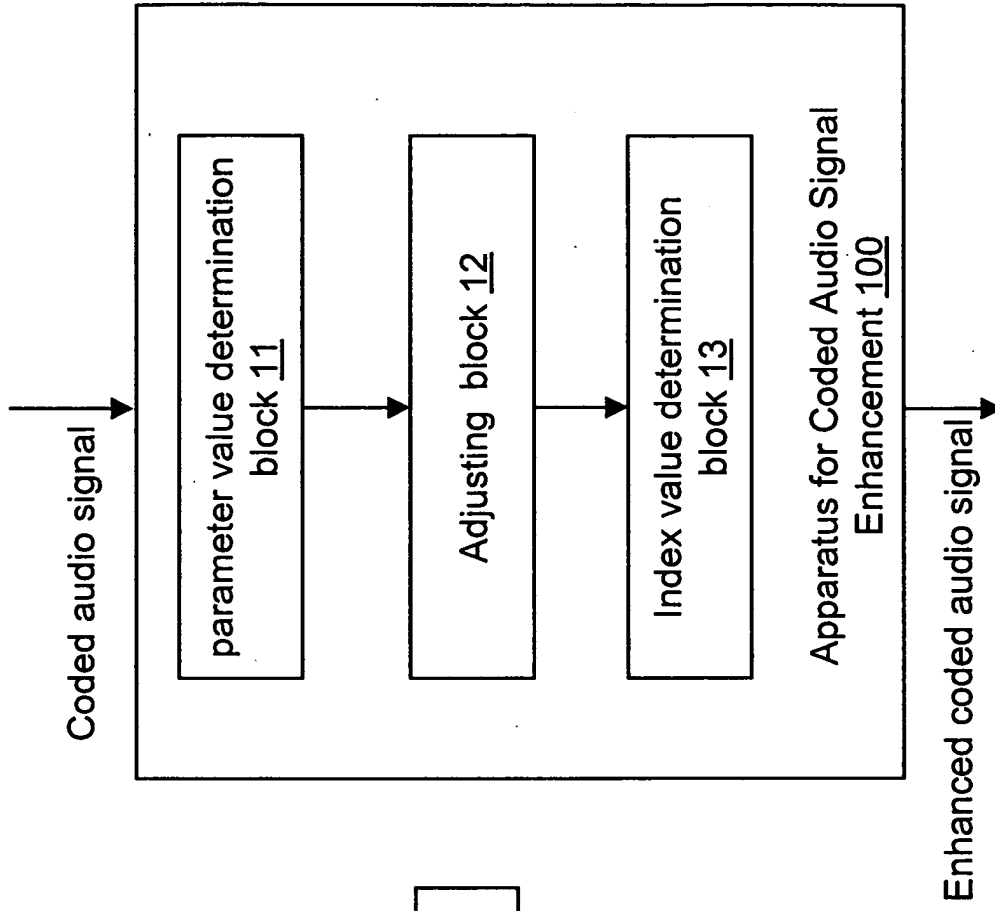 Coded audio signal
parameter value determination
block 11
Adjusting block 12
Index value determination
block 13
Apparatus for Coded Audio Signal
Enhancement 100
Enhanced coded audio signal